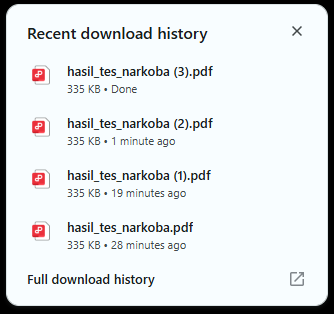 Recent download history
hasil_tes_narkoba (3).pdf
335 KB • Done
hasil_tes_narkoba (2).pdf
335 KB • 1 minute ago
hasil_tes_narkoba (1).pdf
335 KB • 19 minutes ago
hasil_tes_narkoba.pdf
335 KB • 28 minutes ago
Full download history